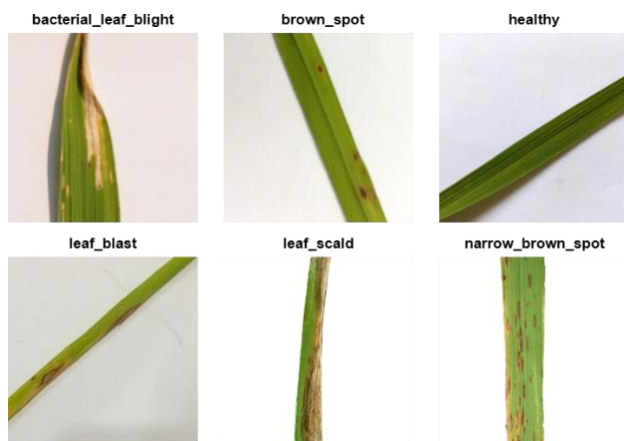 bacterial_leaf_blight
brown_spot
healthy
leaf_blast
leaf_scald
narrow_brown_spot